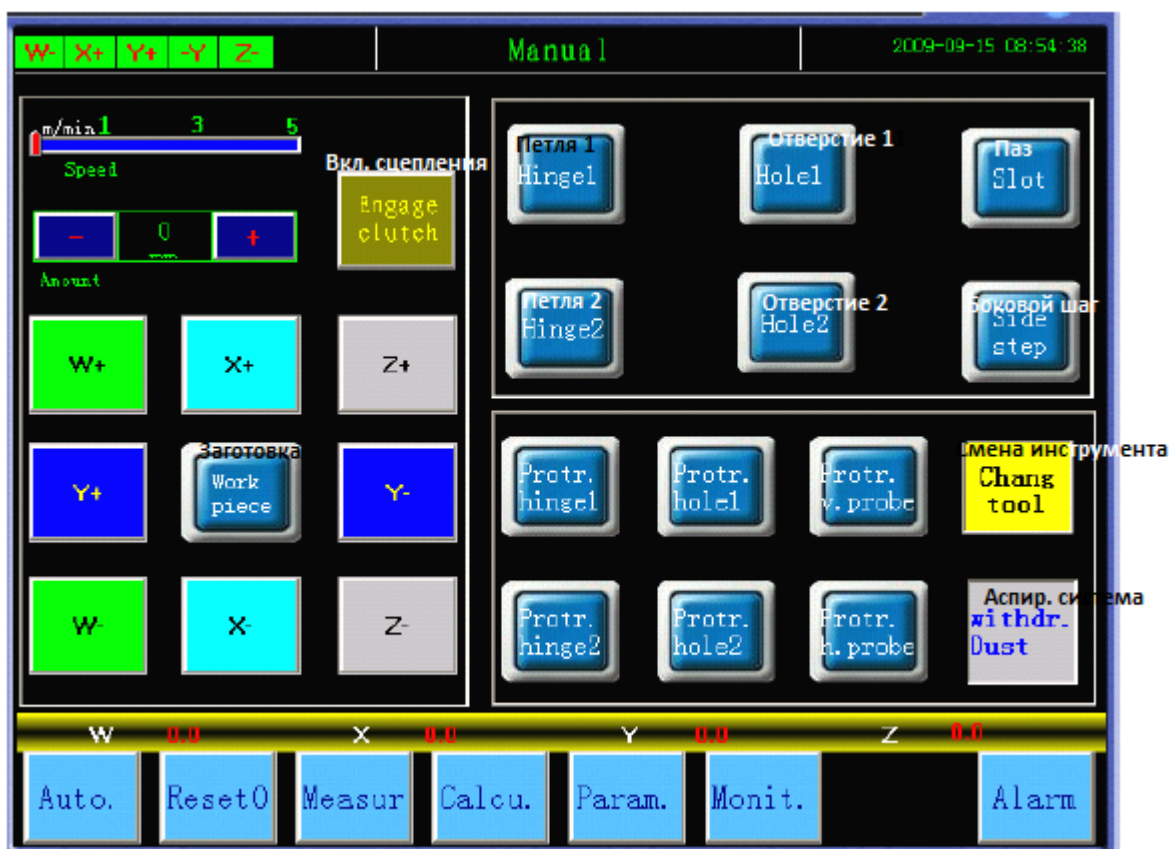 W- X+ Y+ -Y Z-
Manual
2009-09-15 08:54:38
m/min 1 3 5
Speed
Вкл. сцепления
Engage
clutch
- 0 +
mm
Amount
W+ X+ Z+
Заготовка
Y+
Work
piece
Y-
W- X- Z-
Петля 1
Hinge1
Отверстие 1
Hole1
Паз
Slot
Петля 2
Hinge2
Отверстие 2
Hole2
Боковой шаг
Side
step
Protr.
hinge1
Protr.
hole1
Protr.
v.probe
Смена инструмента
Chang
tool
Protr.
hinge2
Protr.
hole2
Protr.
h.probe
Аспир. система
withdr.
Dust
W 0.0 X 0.0 Y 0.0 Z 0.0
Auto. Reset0 Measur Calcu. Param. Monit. Alarm